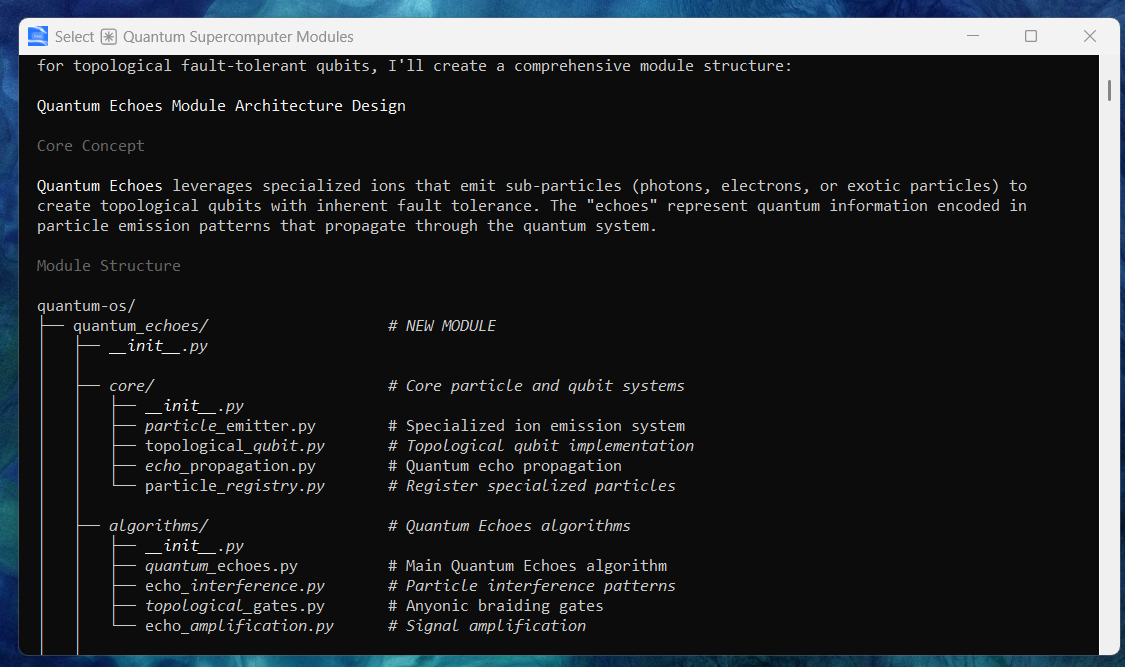 Select ✳ Quantum Supercomputer Modules
for topological fault-tolerant qubits, I'll create a comprehensive module structure:
Quantum Echoes Module Architecture Design
Core Concept
Quantum Echoes leverages specialized ions that emit sub-particles (photons, electrons, or exotic particles) to
create topological qubits with inherent fault tolerance. The "echoes" represent quantum information encoded in
particle emission patterns that propagate through the quantum system.
Module Structure
quantum-os/
├── quantum_echoes/ # NEW MODULE
│ ├── __init__.py
│ ├── core/ # Core particle and qubit systems
│ │ ├── __init__.py
│ │ ├── particle_emitter.py # Specialized ion emission system
│ │ ├── topological_qubit.py # Topological qubit implementation
│ │ ├── echo_propagation.py # Quantum echo propagation
│ │ └── particle_registry.py # Register specialized particles
│ ├── algorithms/ # Quantum Echoes algorithms
│ │ ├── __init__.py
│ │ ├── quantum_echoes.py # Main Quantum Echoes algorithm
│ │ ├── echo_interference.py # Particle interference patterns
│ │ ├── topological_gates.py # Anyonic braiding gates
│ │ └── echo_amplification.py # Signal amplification